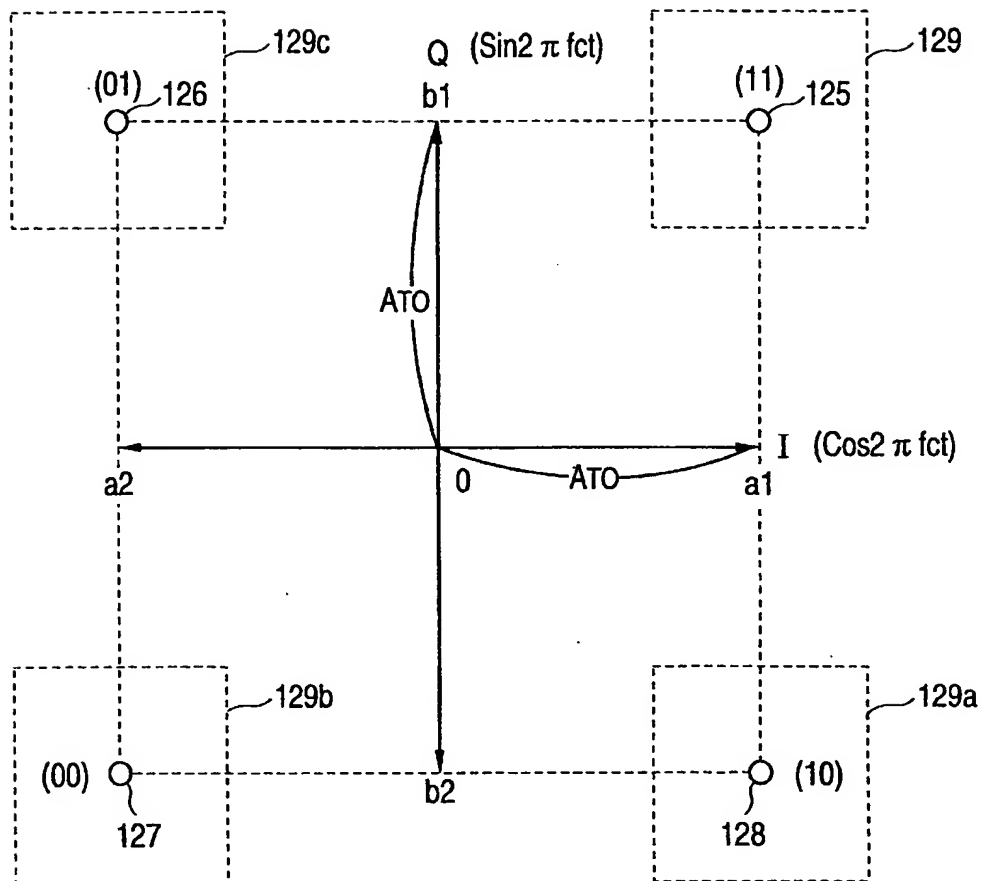 129c
Q (Sin2 π fct)
129
(01)
126
b1
(11)
125
ATO
I (Cos2 π fct)
a2
0
ATO
a1
129b
129a
(00)
127
b2
(10)
128